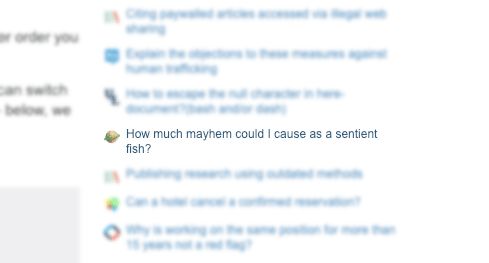 er order you
can switch
below, we
Citing paywalled articles accessed via illegal web
sharing
Explain the objections to these measures against
human trafficking
How to escape the null character in here-
document?(bash and/or dash)
How much mayhem could I cause as a sentient
fish?
Publishing research using outdated methods
Can a hotel cancel a confirmed reservation?
Why is working on the same position for more than
15 years not a red flag?